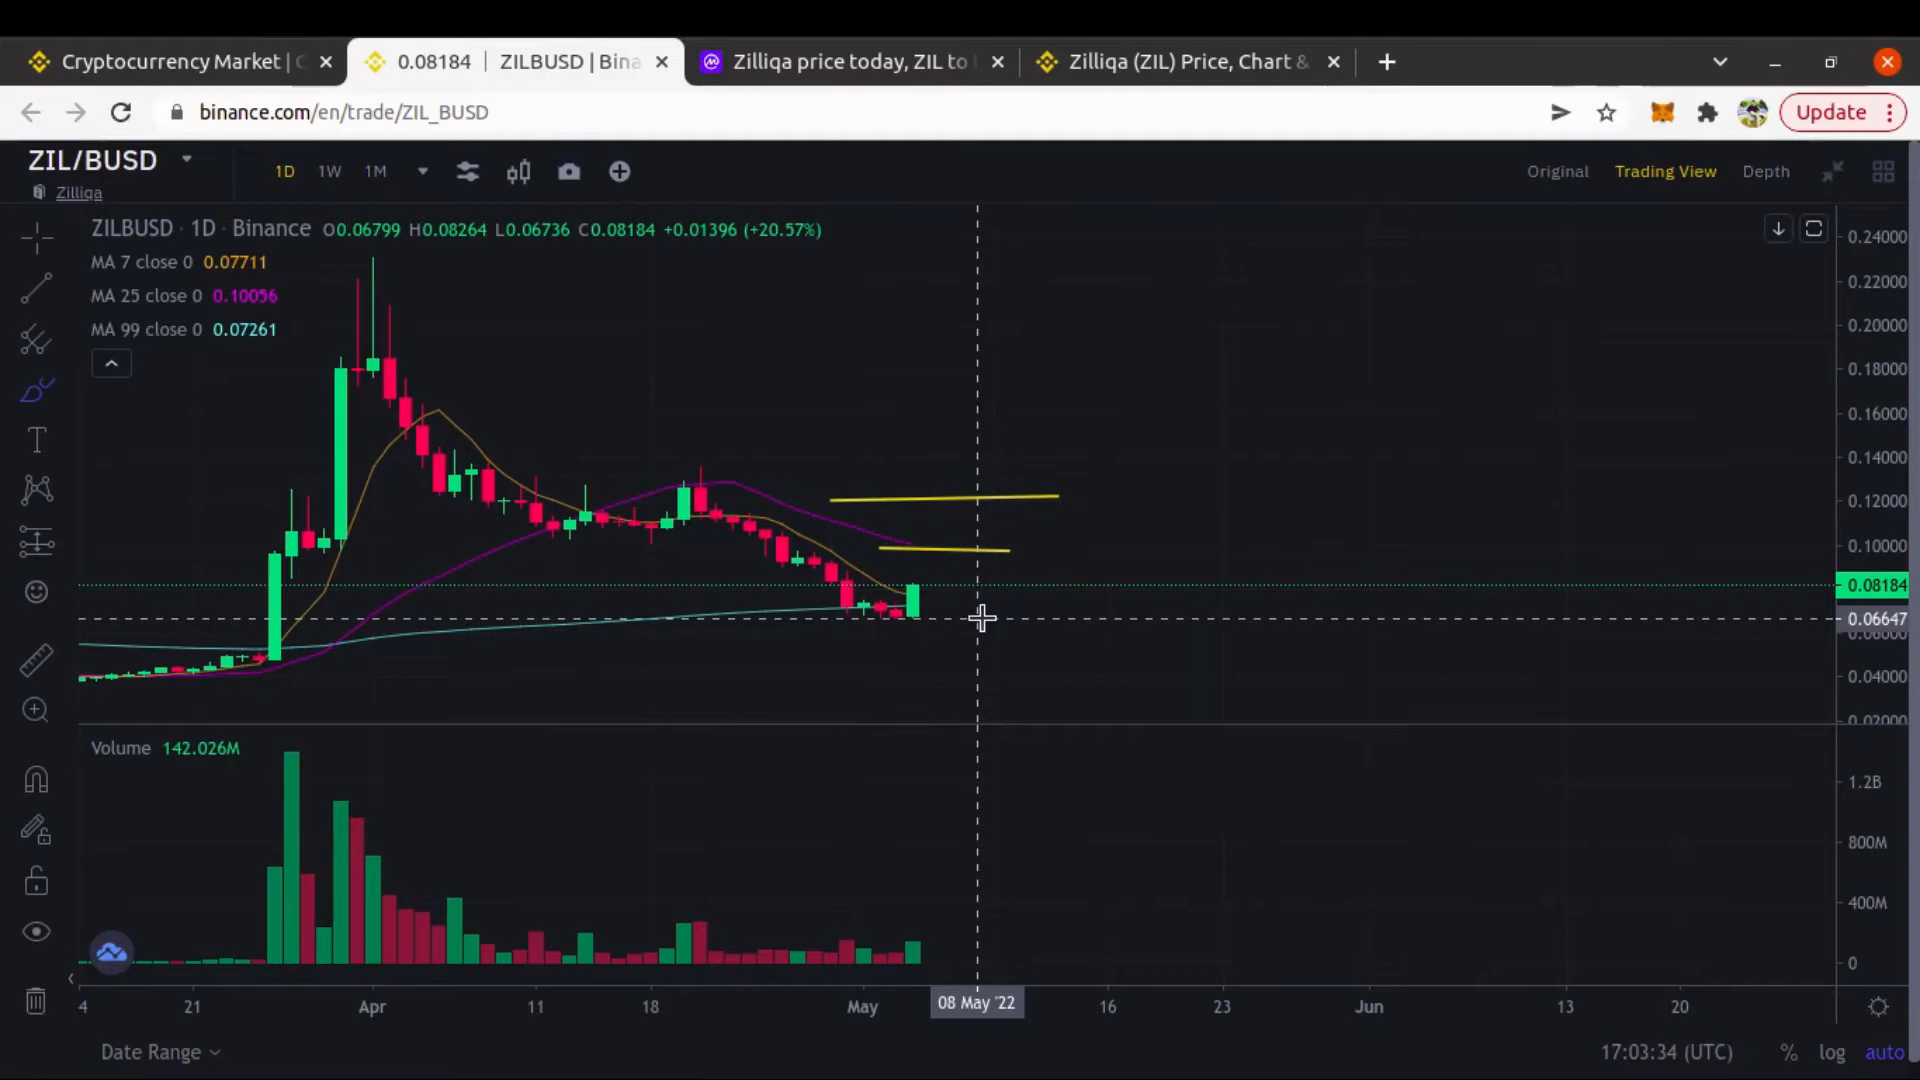 Cryptocurrency Market |
0.08184 | ZILBUSD | Bina
Zilliqa price today, ZIL to
Zilliqa (ZIL) Price, Chart &
binance.com/en/trade/ZIL_BUSD
Update
ZIL/BUSD
Zilliqa
1D 1W 1M
Original Trading View Depth
ZILBUSD · 1D · Binance O0.06799 H0.08264 L0.06736 C0.08184 +0.01396 (+20.57%)
MA 7 close 0 0.07711
MA 25 close 0 0.10056
MA 99 close 0 0.07261
0.24000
0.22000
0.20000
0.18000
0.16000
0.14000
0.12000
0.10000
0.08184
0.06647
0.06000
0.04000
0.02000
Volume 142.026M
1.2B
800M
400M
0
4 21 Apr 11 18 May 08 May '22 16 23 Jun 13 20
Date Range 17:03:34 (UTC) % log auto